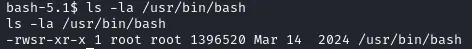 bash-5.1$ ls -la /usr/bin/bash
ls -la /usr/bin/bash
-rwsr-xr-x 1 root root 1396520 Mar 14  2024 /usr/bin/bash